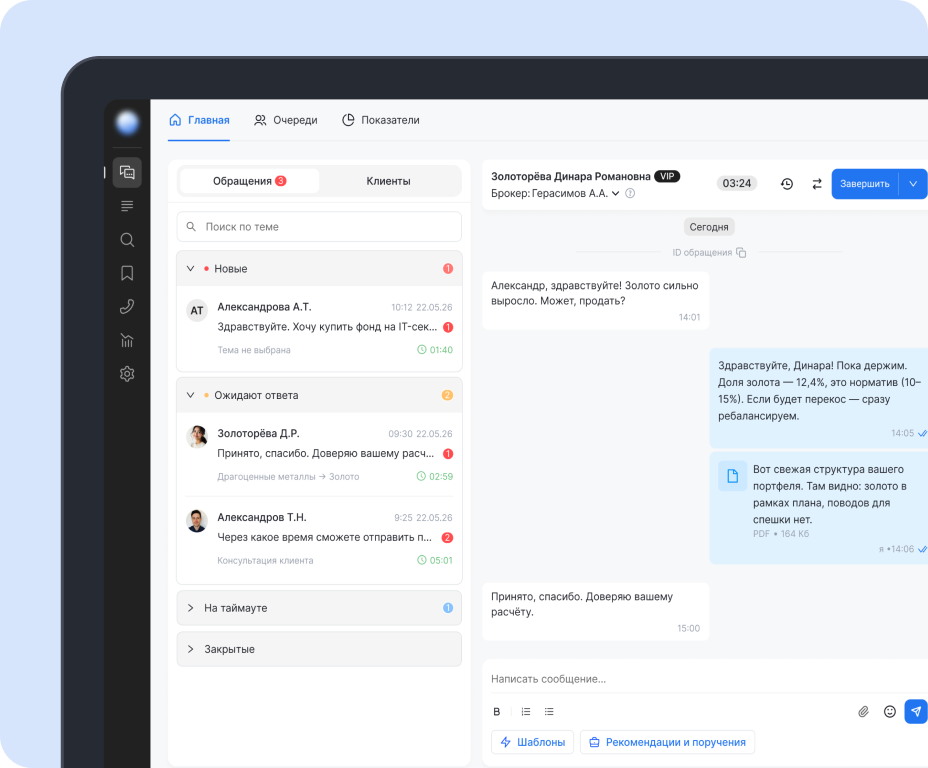 Главная
Очереди
Показатели
Обращения 3
Клиенты
Поиск по теме
Новые
1
АТ
Александрова А.Т.
10:12 22.05.26
Здравствуйте. Хочу купить фонд на IT-сек...
1
Тема не выбрана
01:40
Ожидают ответа
2
Золоторёва Д.Р.
09:30 22.05.26
Принято, спасибо. Доверяю вашему расч...
1
Драгоценные металлы → Золото
02:59
Александров Т.Н.
9:25 22.05.26
Через какое время сможете отправить п...
2
Консультация клиента
05:01
На таймауте
1
Закрытые
Золоторёва Динара Романовна VIP
Брокер: Герасимов А.А.
03:24
Завершить
Сегодня
ID обращения
Александр, здравствуйте! Золото сильно
выросло. Может, продать?
14:01
Здравствуйте, Динара! Пока держим.
Доля золота — 12,4%, это норматив (10–
15%). Если будет перекос — сразу
ребалансируем.
14:05
Вот свежая структура вашего
портфеля. Там видно: золото в
рамках плана, поводов для
спешки нет.
PDF • 164 Кб
я •14:06
Принято, спасибо. Доверяю вашему
расчёту.
15:00
Написать сообщение...
B
Шаблоны
Рекомендации и поручения